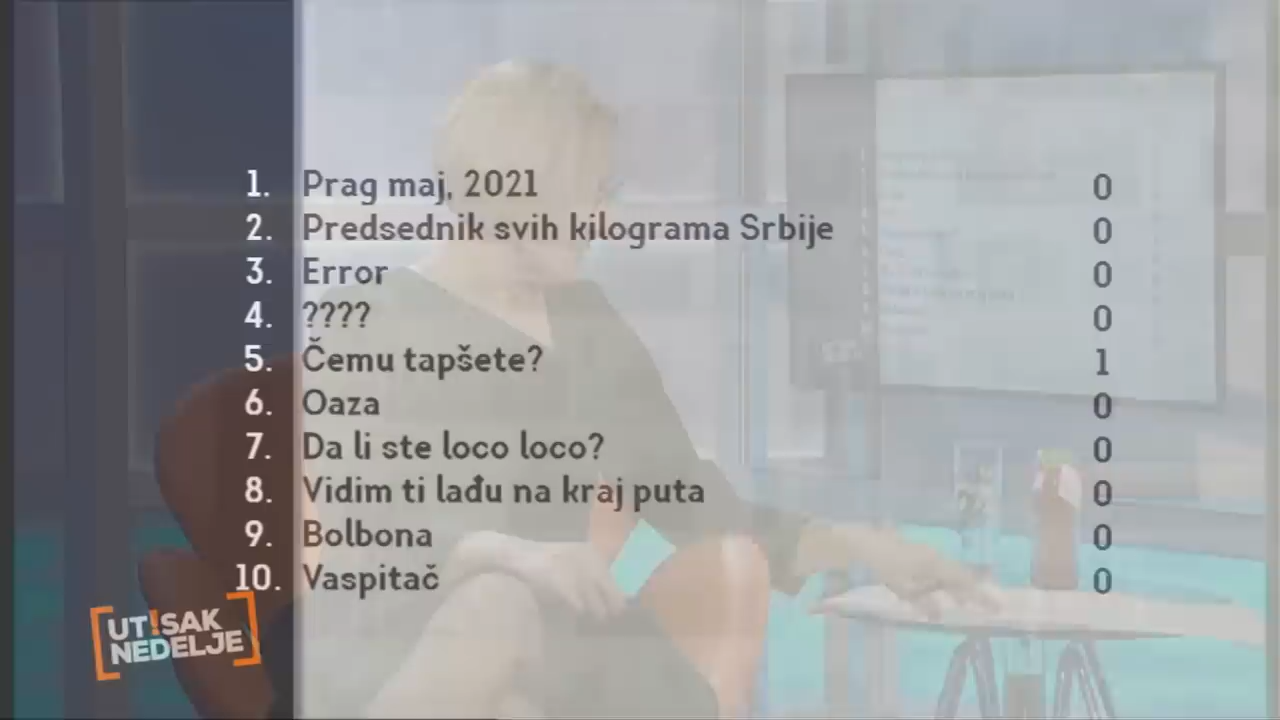 1. Prag maj, 2021 0
2. Predsednik svih kilograma Srbije 0
3. Error 0
4. ???? 0
5. Čemu tapšete? 1
6. Oaza 0
7. Da li ste loco loco? 0
8. Vidim ti lađu na kraj puta 0
9. Bolbona 0
10. Vaspitač 0
UT!SAK
NEDELJE